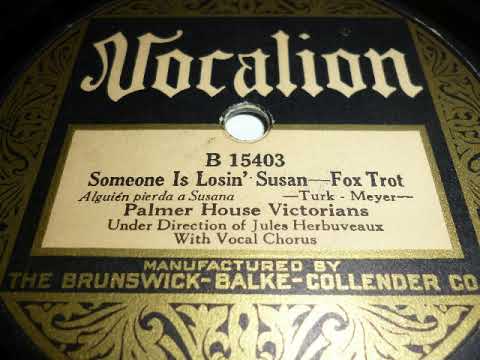 Vocalion
B 15403
Someone Is Losin' Susan—Fox Trot
Alguién pierda a Susana —Turk - Meyer—
Palmer House Victorians
Under Direction of Jules Herbuveaux
With Vocal Chorus
MANUFACTURED BY
THE BRUNSWICK-BALKE-COLLENDER CO